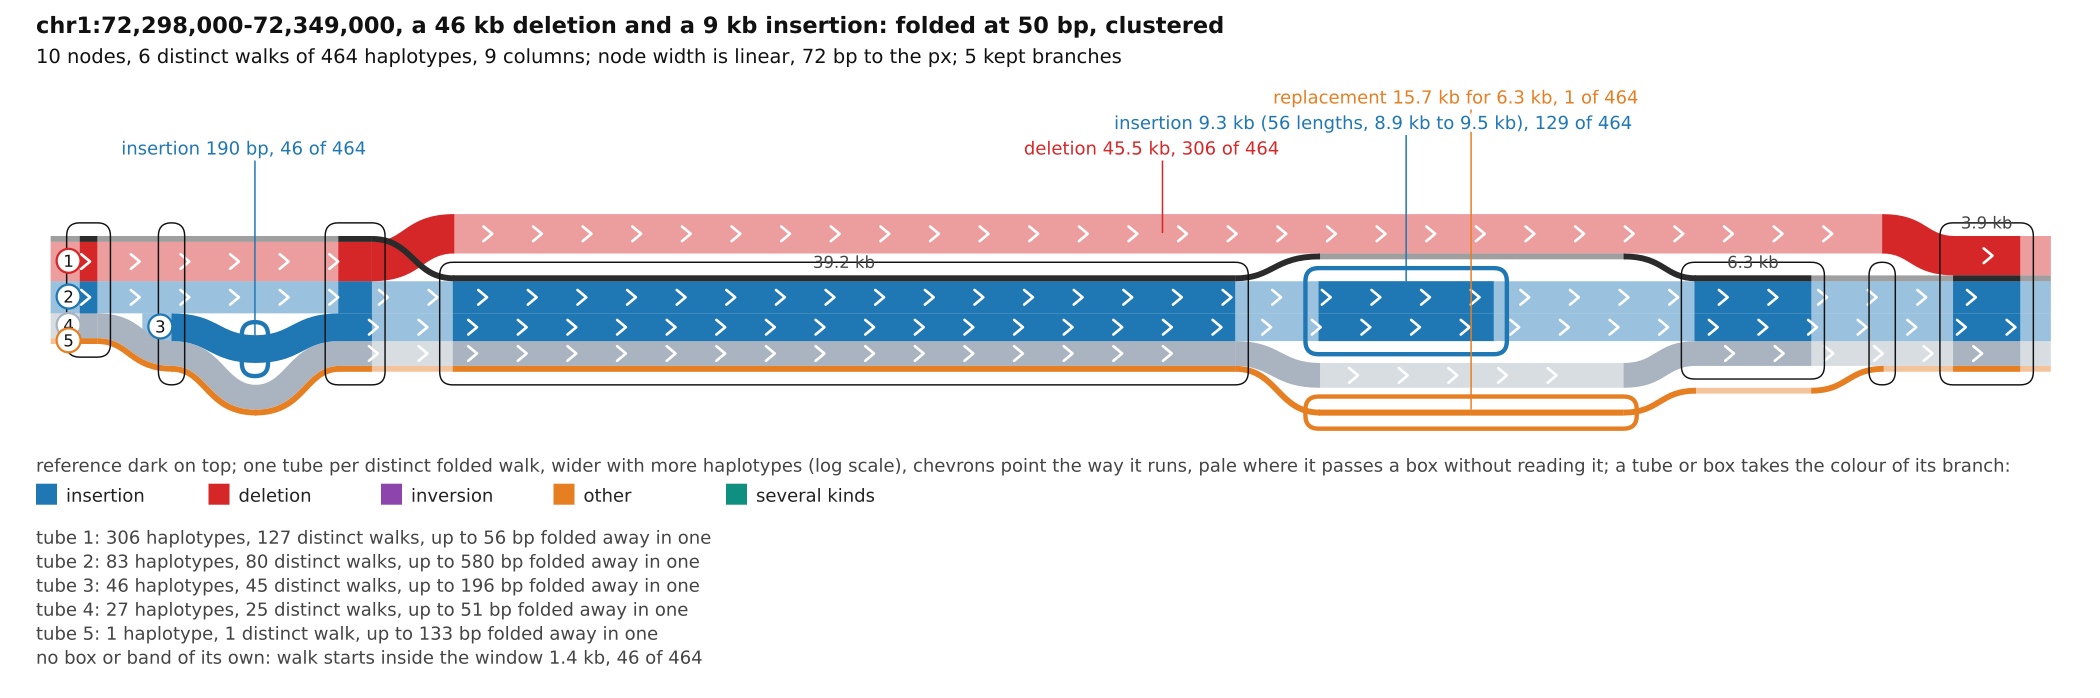 chr1:72,298,000-72,349,000, a 46 kb deletion and a 9 kb insertion: folded at 50 bp, clustered
10 nodes, 6 distinct walks of 464 haplotypes, 9 columns; node width is linear, 72 bp to the px; 5 kept branches
replacement 15.7 kb for 6.3 kb, 1 of 464
insertion 9.3 kb (56 lengths, 8.9 kb to 9.5 kb), 129 of 464
insertion 190 bp, 46 of 464
deletion 45.5 kb, 306 of 464
3.9 kb
39.2 kb
6.3 kb
1
2
3
4
5
reference dark on top; one tube per distinct folded walk, wider with more haplotypes (log scale), chevrons point the way it runs, pale where it passes a box without reading it; a tube or box takes the colour of its branch:
insertion
deletion
inversion
other
several kinds
tube 1: 306 haplotypes, 127 distinct walks, up to 56 bp folded away in one
tube 2: 83 haplotypes, 80 distinct walks, up to 580 bp folded away in one
tube 3: 46 haplotypes, 45 distinct walks, up to 196 bp folded away in one
tube 4: 27 haplotypes, 25 distinct walks, up to 51 bp folded away in one
tube 5: 1 haplotype, 1 distinct walk, up to 133 bp folded away in one
no box or band of its own: walk starts inside the window 1.4 kb, 46 of 464